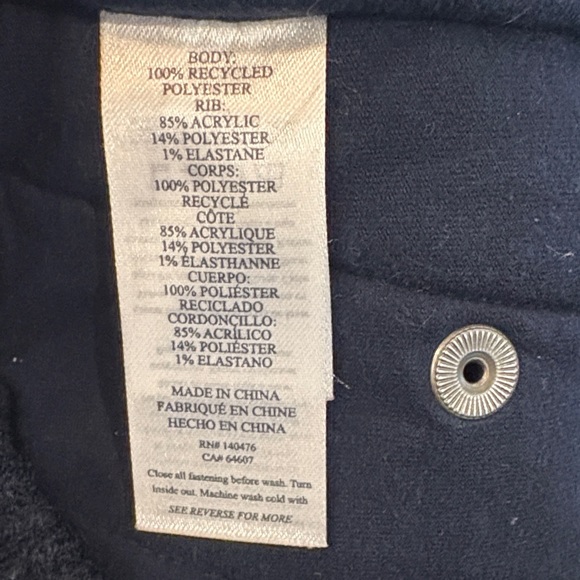 BODY:
100% RECYCLED
POLYESTER
RIB:
85% ACRYLIC
14% POLYESTER
1% ELASTANE
CORPS:
100% POLYESTER
RECYCLÉ
CÔTE
85% ACRYLIQUE
14% POLYESTER
1% ÉLASTHANNE
CUERPO:
100% POLIÉSTER
RECICLADO
CORDONCILLO:
85% ACRÍLICO
14% POLIÉSTER
1% ELASTANO
MADE IN CHINA
FABRIQUÉ EN CHINE
HECHO EN CHINA
RN# 140476
CA# 64607
Close all fastening before wash. Turn
Inside out. Machine wash cold with
SEE REVERSE FOR MORE